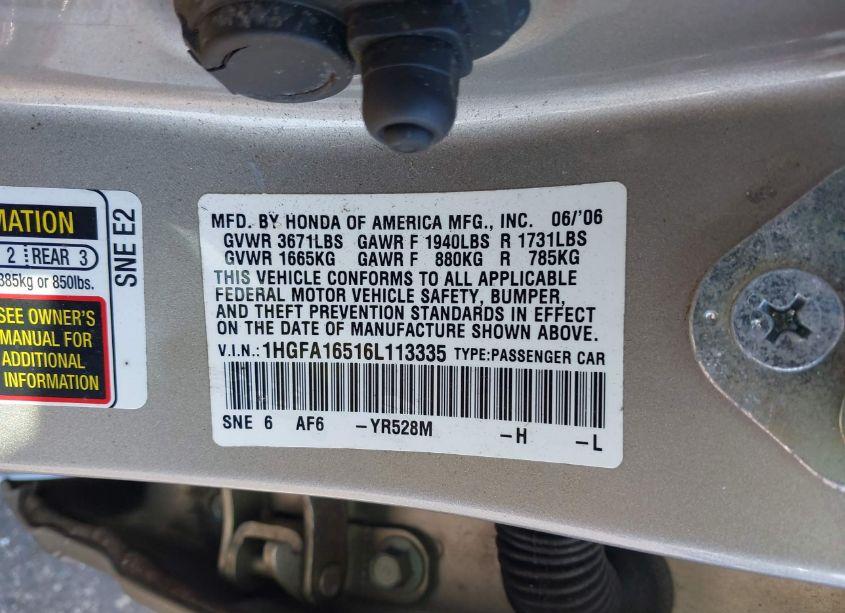 MATION
2 REAR 3
385kg or 850lbs.
SEE OWNER'S
MANUAL FOR
ADDITIONAL
INFORMATION
SNE E2
MFD. BY HONDA OF AMERICA MFG., INC. 06/'06
GVWR 3671LBS GAWR F 1940LBS R 1731LBS
GVWR 1665KG GAWR F 880KG R 785KG
THIS VEHICLE CONFORMS TO ALL APPLICABLE
FEDERAL MOTOR VEHICLE SAFETY, BUMPER,
AND THEFT PREVENTION STANDARDS IN EFFECT
ON THE DATE OF MANUFACTURE SHOWN ABOVE.
V.I.N.: 1HGFA16516L113335 TYPE:PASSENGER CAR
SNE 6 AF6 -YR528M -H -L